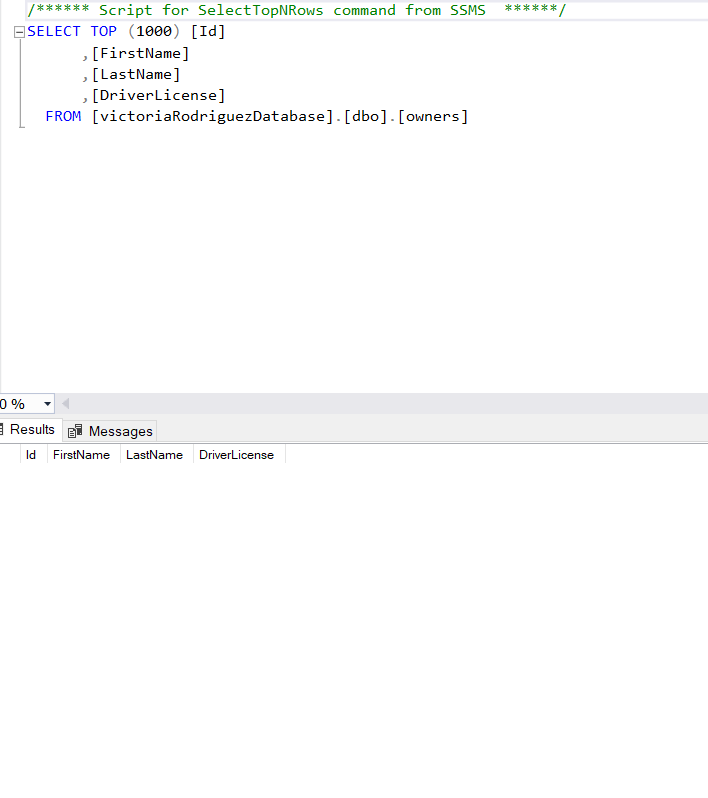 /****** Script for SelectTopNRows command from SSMS  ******/
SELECT TOP (1000) [Id]
      ,[FirstName]
      ,[LastName]
      ,[DriverLicense]
  FROM [victoriaRodriguezDatabase].[dbo].[owners]
0 %
Results Messages
Id FirstName LastName DriverLicense